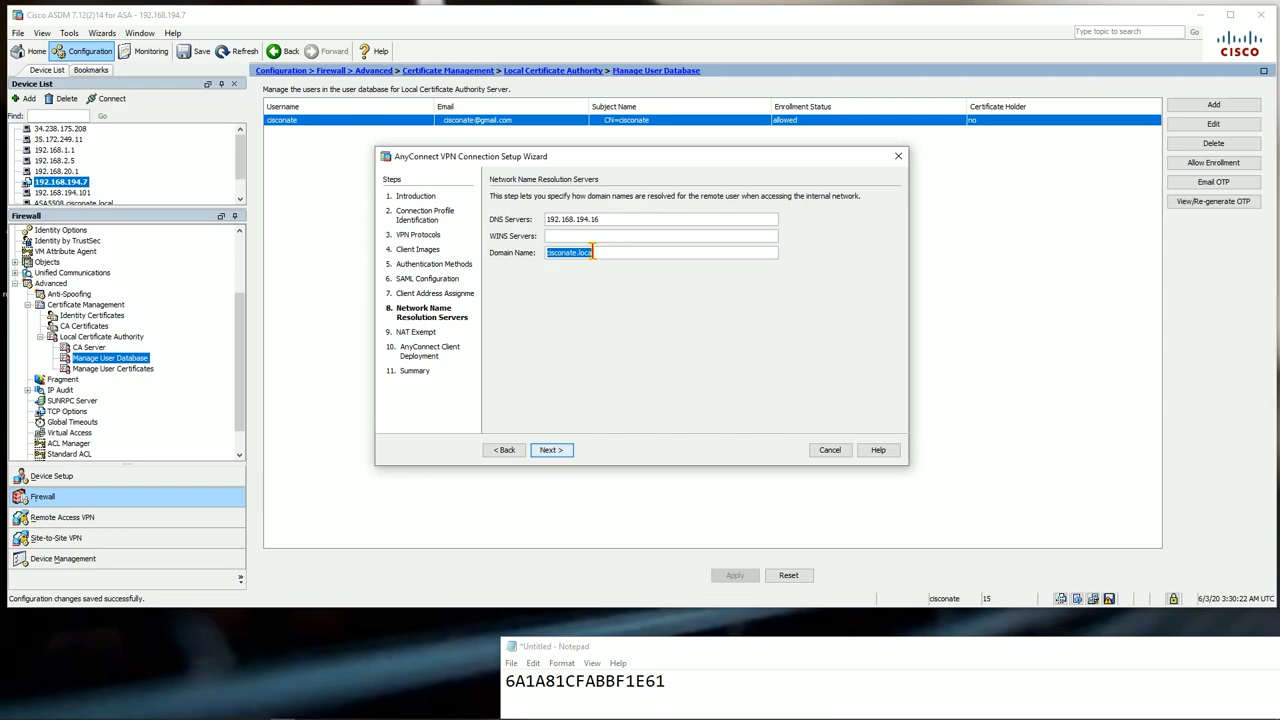 Cisco ASDM 7.12(2)14 for ASA - 192.168.194.7
File View Tools Wizards Window Help
Type to search Go
Home Configuration Monitoring Save Refresh Back Forward Help
CISCO
Device List Bookmarks
Configuration > Firewall > Advanced > Certificate Management > Local Certificate Authority > Manage User Database
Device List
Add Delete Connect
Find: Go
34.238.175.208
35.172.249.11
192.168.1.1
192.168.2.5
192.168.20.1
192.168.194.7
192.168.194.101
ASA5508.cisconate.local
Firewall
Identity Options
Identity by TrustSec
VM Attribute Agent
Objects
Unified Communications
Advanced
Anti-Spoofing
Certificate Management
Identity Certificates
CA Certificates
Local Certificate Authority
CA Server
Manage User Database
Manage User Certificates
Fragment
IP Audit
SUNRPC Server
TCP Options
Global Timeouts
Virtual Access
ACL Manager
Standard ACL
Device Setup
Firewall
Remote Access VPN
Site-to-Site VPN
Device Management
Manage the users in the user database for Local Certificate Authority Server.
Username Email Subject Name Enrollment Status Certificate Holder
cisconate cisconate@gmail.com CN=cisconate allowed no
Add
Edit
Delete
Allow Enrollment
Email OTP
View/Re-generate OTP
AnyConnect VPN Connection Setup Wizard
Steps
1. Introduction
2. Connection Profile
Identification
3. VPN Protocols
4. Client Images
5. Authentication Methods
6. SAML Configuration
7. Client Address Assignme
8. Network Name
Resolution Servers
9. NAT Exempt
10. AnyConnect Client
Deployment
11. Summary
Network Name Resolution Servers
This step lets you specify how domain names are resolved for the remote user when accessing the internal network.
DNS Servers: 192.168.194.16
WINS Servers:
Domain Name: cisconate.local
< Back Next > Cancel Help
Apply Reset
Configuration changes saved successfully. cisconate 15 6/3/20 3:30:22 AM UTC
*Untitled - Notepad
File Edit Format View Help
6A1A81CFABBF1E61